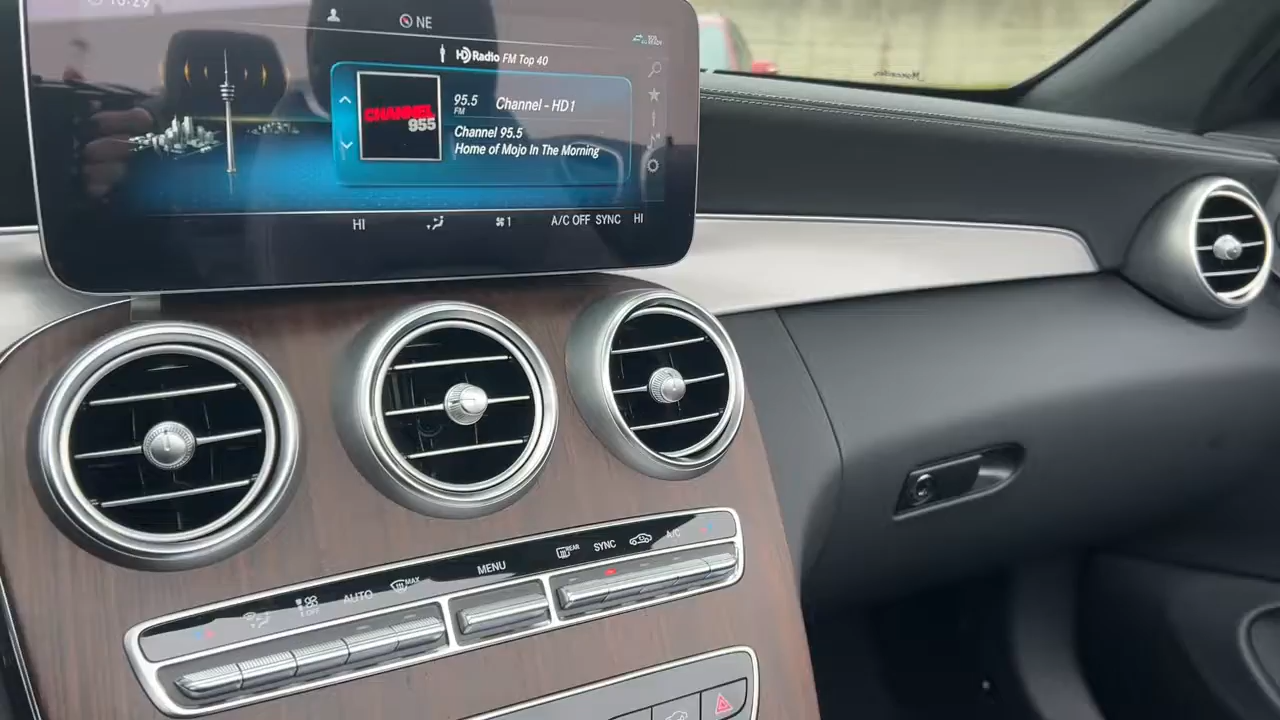 NE
HD Radio FM Top 40
95.5 FM Channel - HD1
CHANNEL 955
Channel 95.5
Home of Mojo In The Morning
HI
1
A/C OFF SYNC HI
OFF AUTO MAX MENU REAR SYNC A/C